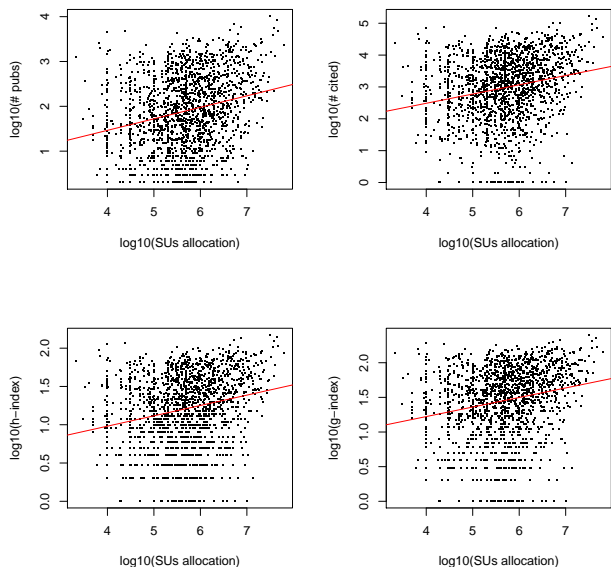 log10(# pubs)
4
3
2
1
4 5 6 7
log10(SUs allocation)
log10(# cited)
5
4
3
2
1
0
4 5 6 7
log10(SUs allocation)
log10(h−index)
2.0
1.5
1.0
0.5
0.0
4 5 6 7
log10(SUs allocation)
log10(g−index)
2.0
1.5
1.0
0.5
0.0
4 5 6 7
log10(SUs allocation)